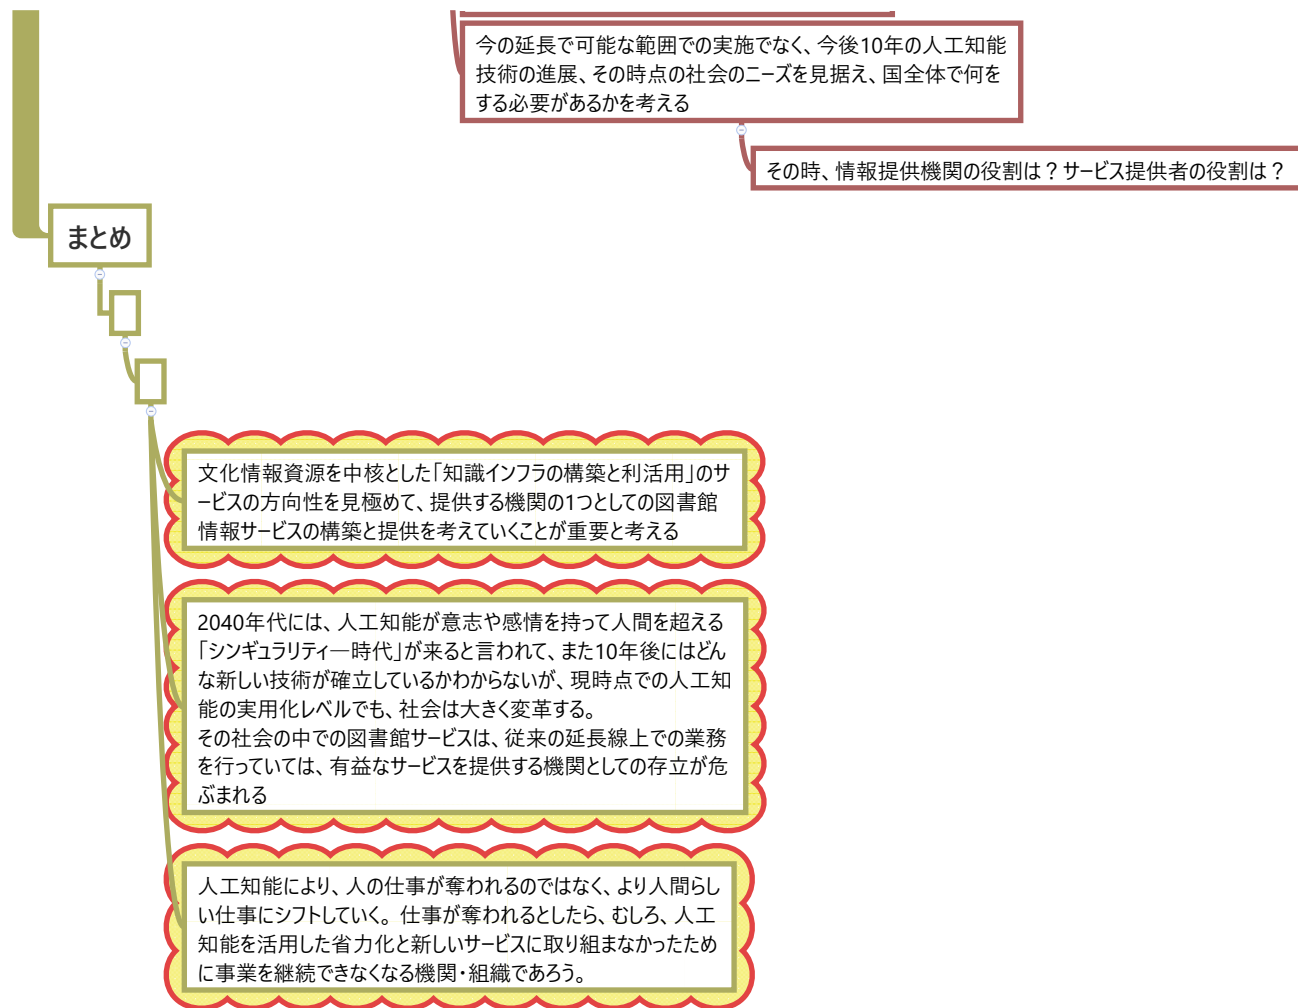 今の延長で可能な範囲での実施でなく、今後10年の人工知能
技術の進展、その時点の社会のニーズを見据え、国全体で何を
する必要があるかを考える
その時、情報提供機関の役割は？サービス提供者の役割は？
まとめ
文化情報資源を中核とした「知識インフラの構築と利活用」のサ
ービスの方向性を見極めて、提供する機関の1つとしての図書館
情報サービスの構築と提供を考えていくことが重要と考える
2040年代には、人工知能が意志や感情を持って人間を超える
「シンギュラリティ―時代」が来ると言われて、また10年後にはどん
な新しい技術が確立しているかわからないが、現時点での人工知
能の実用化レベルでも、社会は大きく変革する。
その社会の中での図書館サービスは、従来の延長線上での業務
を行っていては、有益なサービスを提供する機関としての存立が危
ぶまれる
人工知能により、人の仕事が奪われるのではなく、より人間らし
い仕事にシフトしていく。仕事が奪われるとしたら、むしろ、人工
知能を活用した省力化と新しいサービスに取り組まなかったため
に事業を継続できなくなる機関・組織であろう。